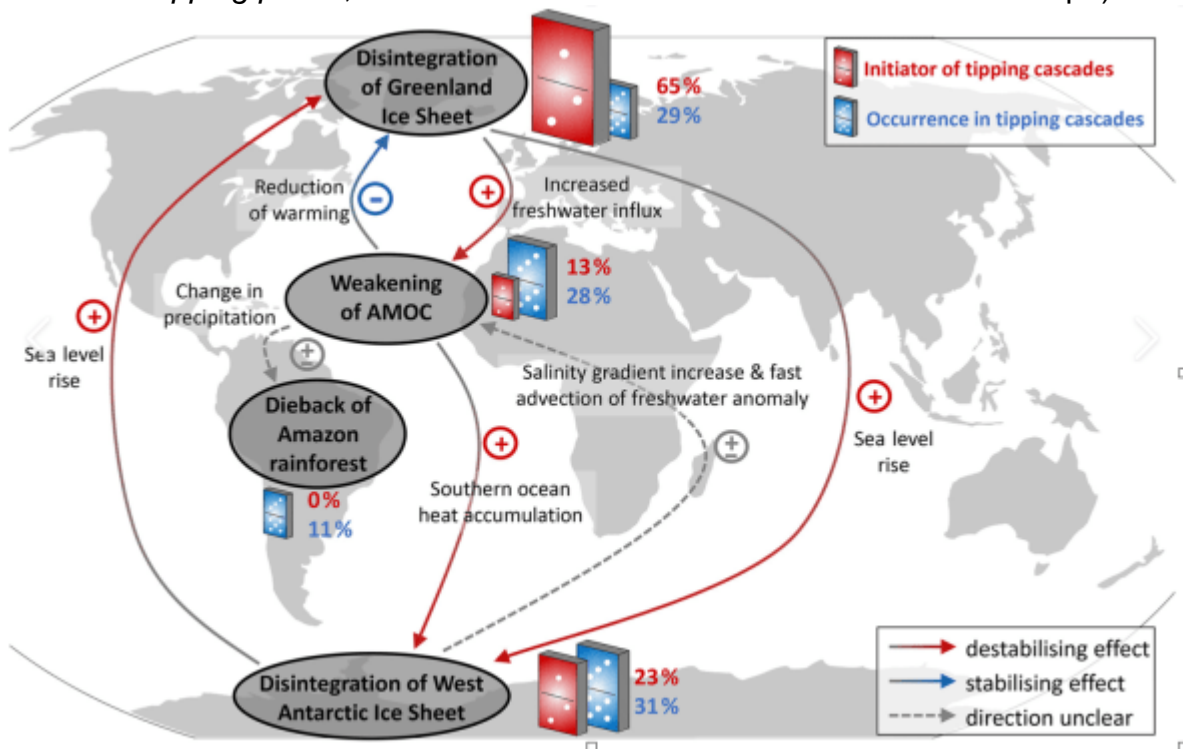 Disintegration
of Greenland
Ice Sheet
65%
29%
Initiator of tipping cascades
Occurrence in tipping cascades
Reduction
of warming
−
+
Increased
freshwater influx
Weakening
of AMOC
13%
28%
Change in
precipitation
±
+
Sea level
rise
Salinity gradient increase & fast
advection of freshwater anomaly
±
+
Sea level
rise
Dieback of
Amazon
rainforest
0%
11%
+
Southern ocean
heat accumulation
Disintegration of West
Antarctic Ice Sheet
23%
31%
destabilising effect
stabilising effect
direction unclear